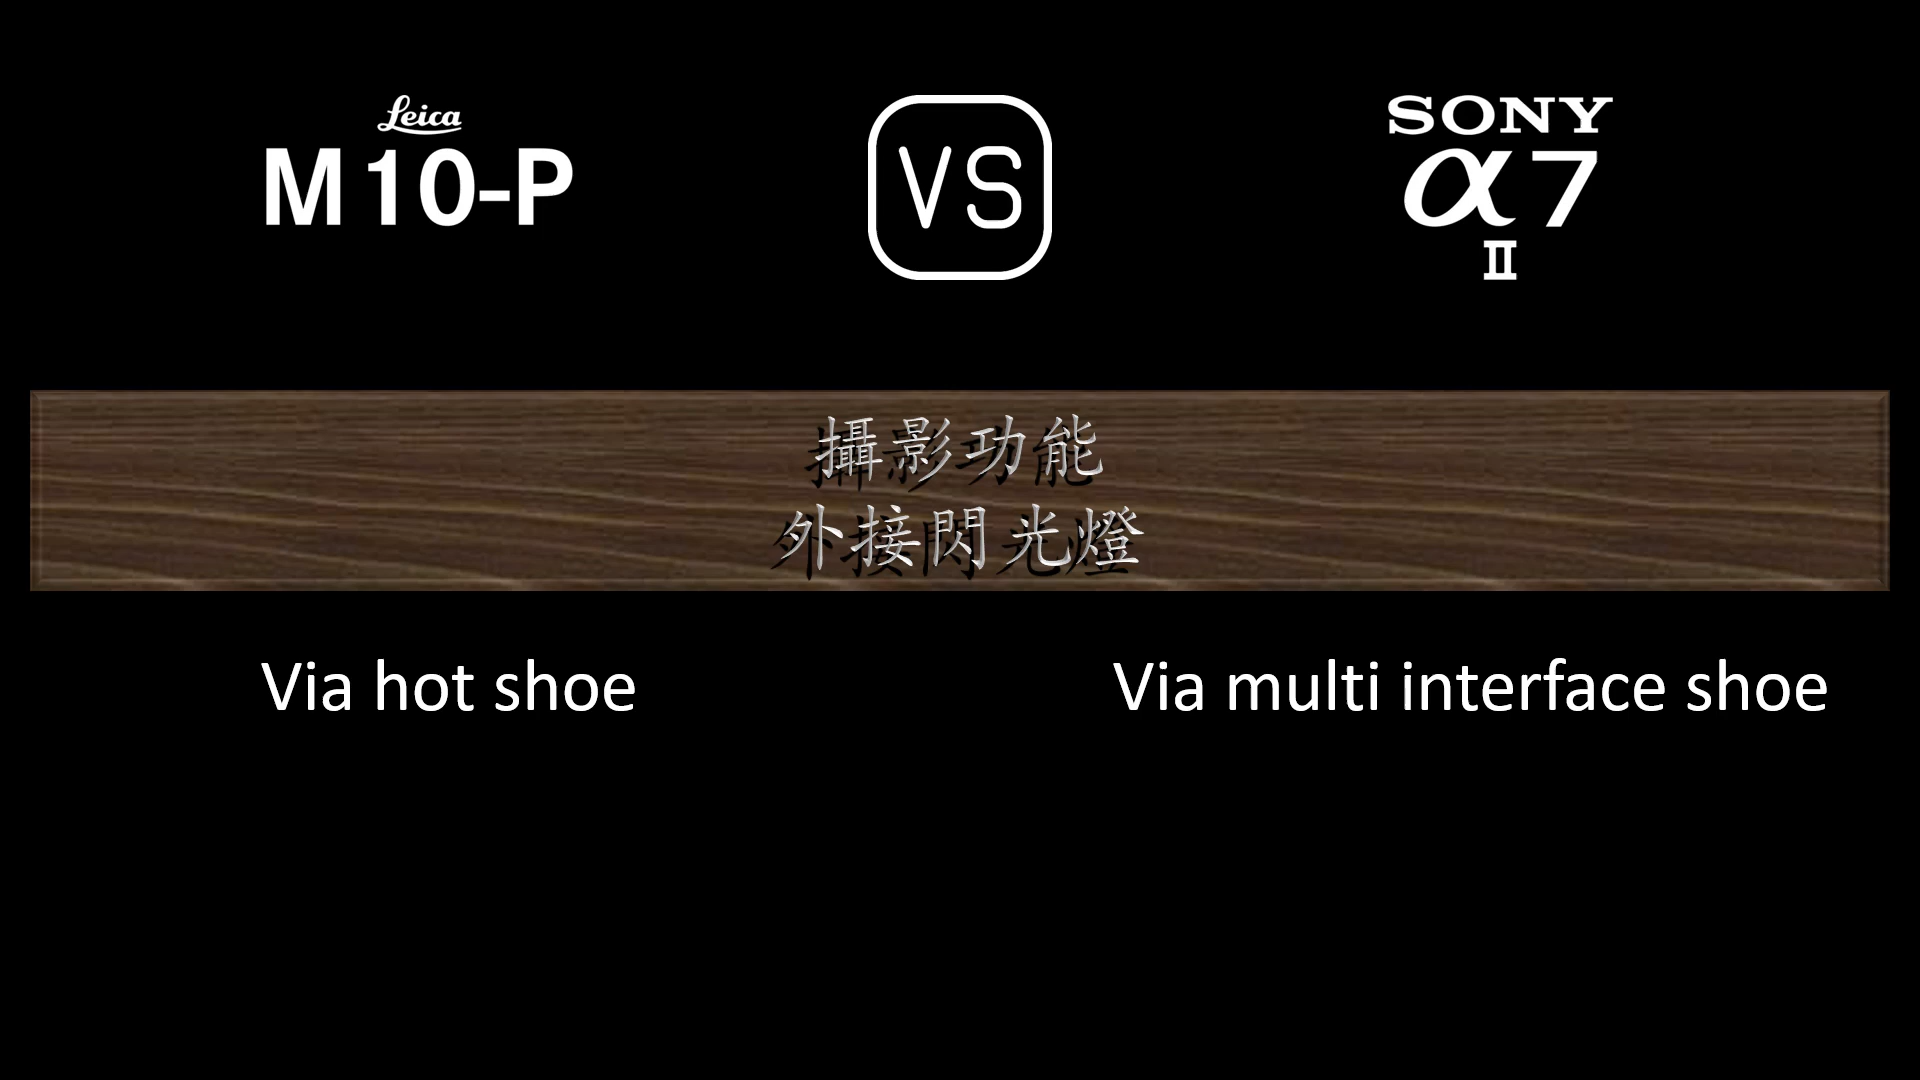 Leica
M10-P
VS
SONY
α7
II
攝影功能
外接閃光燈
Via hot shoe
Via multi interface shoe